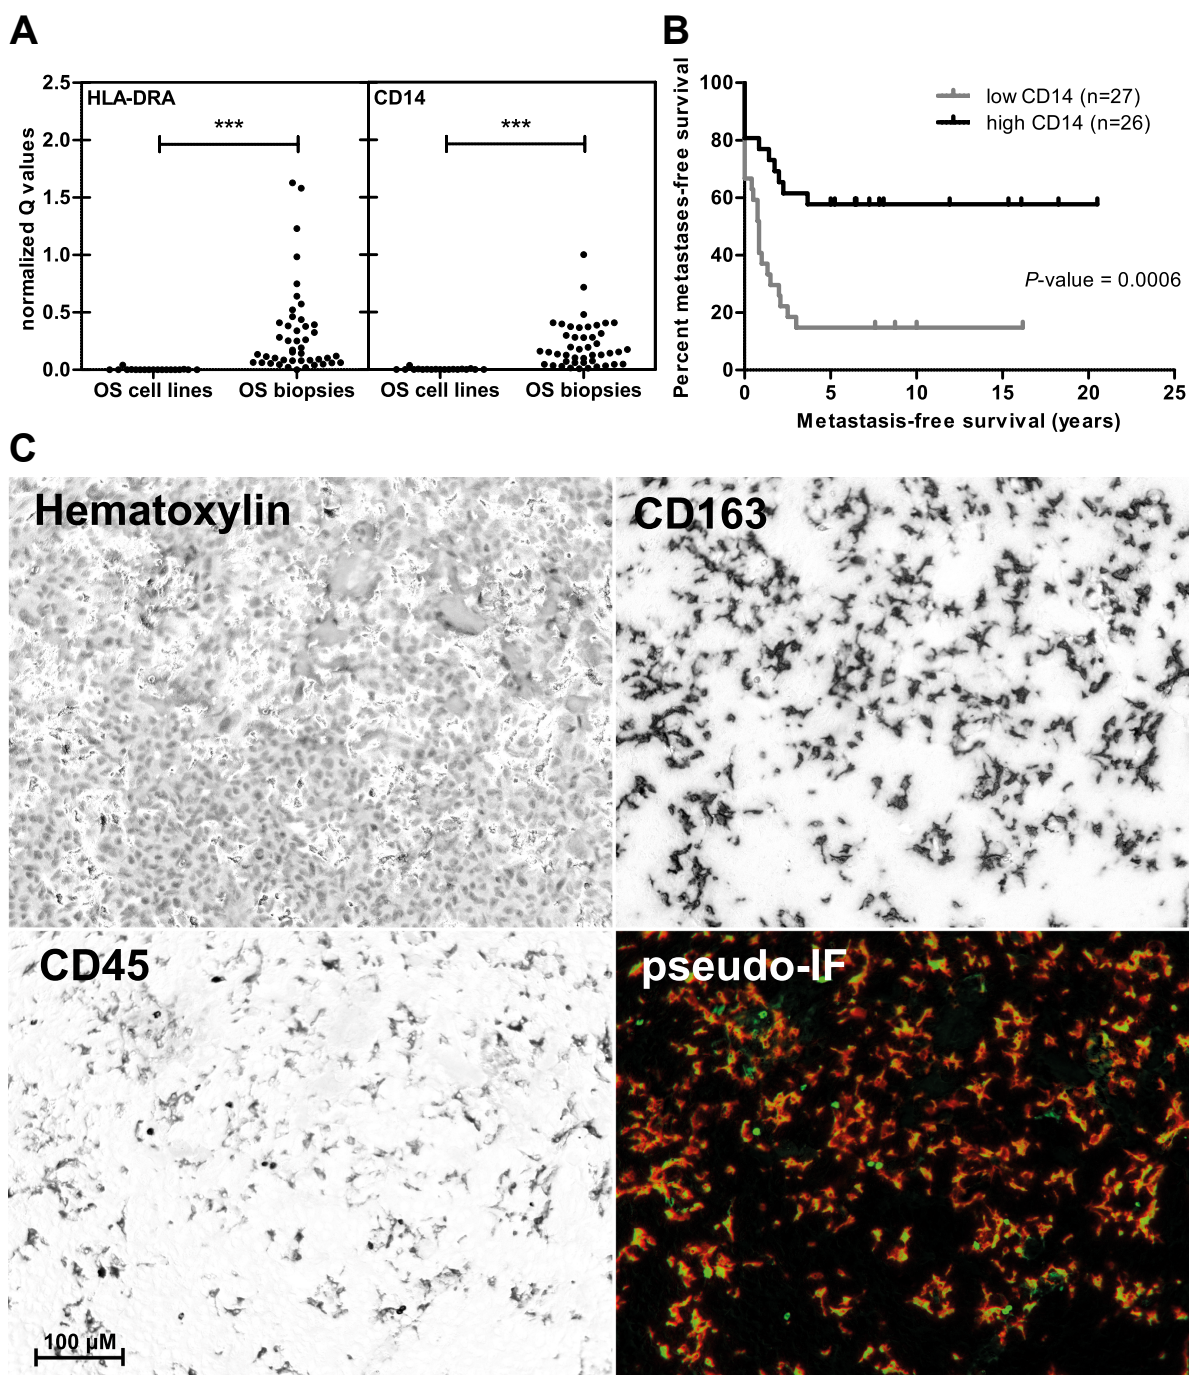 A
B
2.5
2.0
1.5
1.0
0.5
0.0
normalized Q values
HLA-DRA
***
CD14
***
OS cell lines
OS biopsies
OS cell lines
OS biopsies
Percent metastases-free survival
100
80
60
40
20
0
low CD14 (n=27)
high CD14 (n=26)
P-value = 0.0006
0
5
10
15
20
25
Metastasis-free survival (years)
C
Hematoxylin
CD163
CD45
pseudo-IF
100 µM